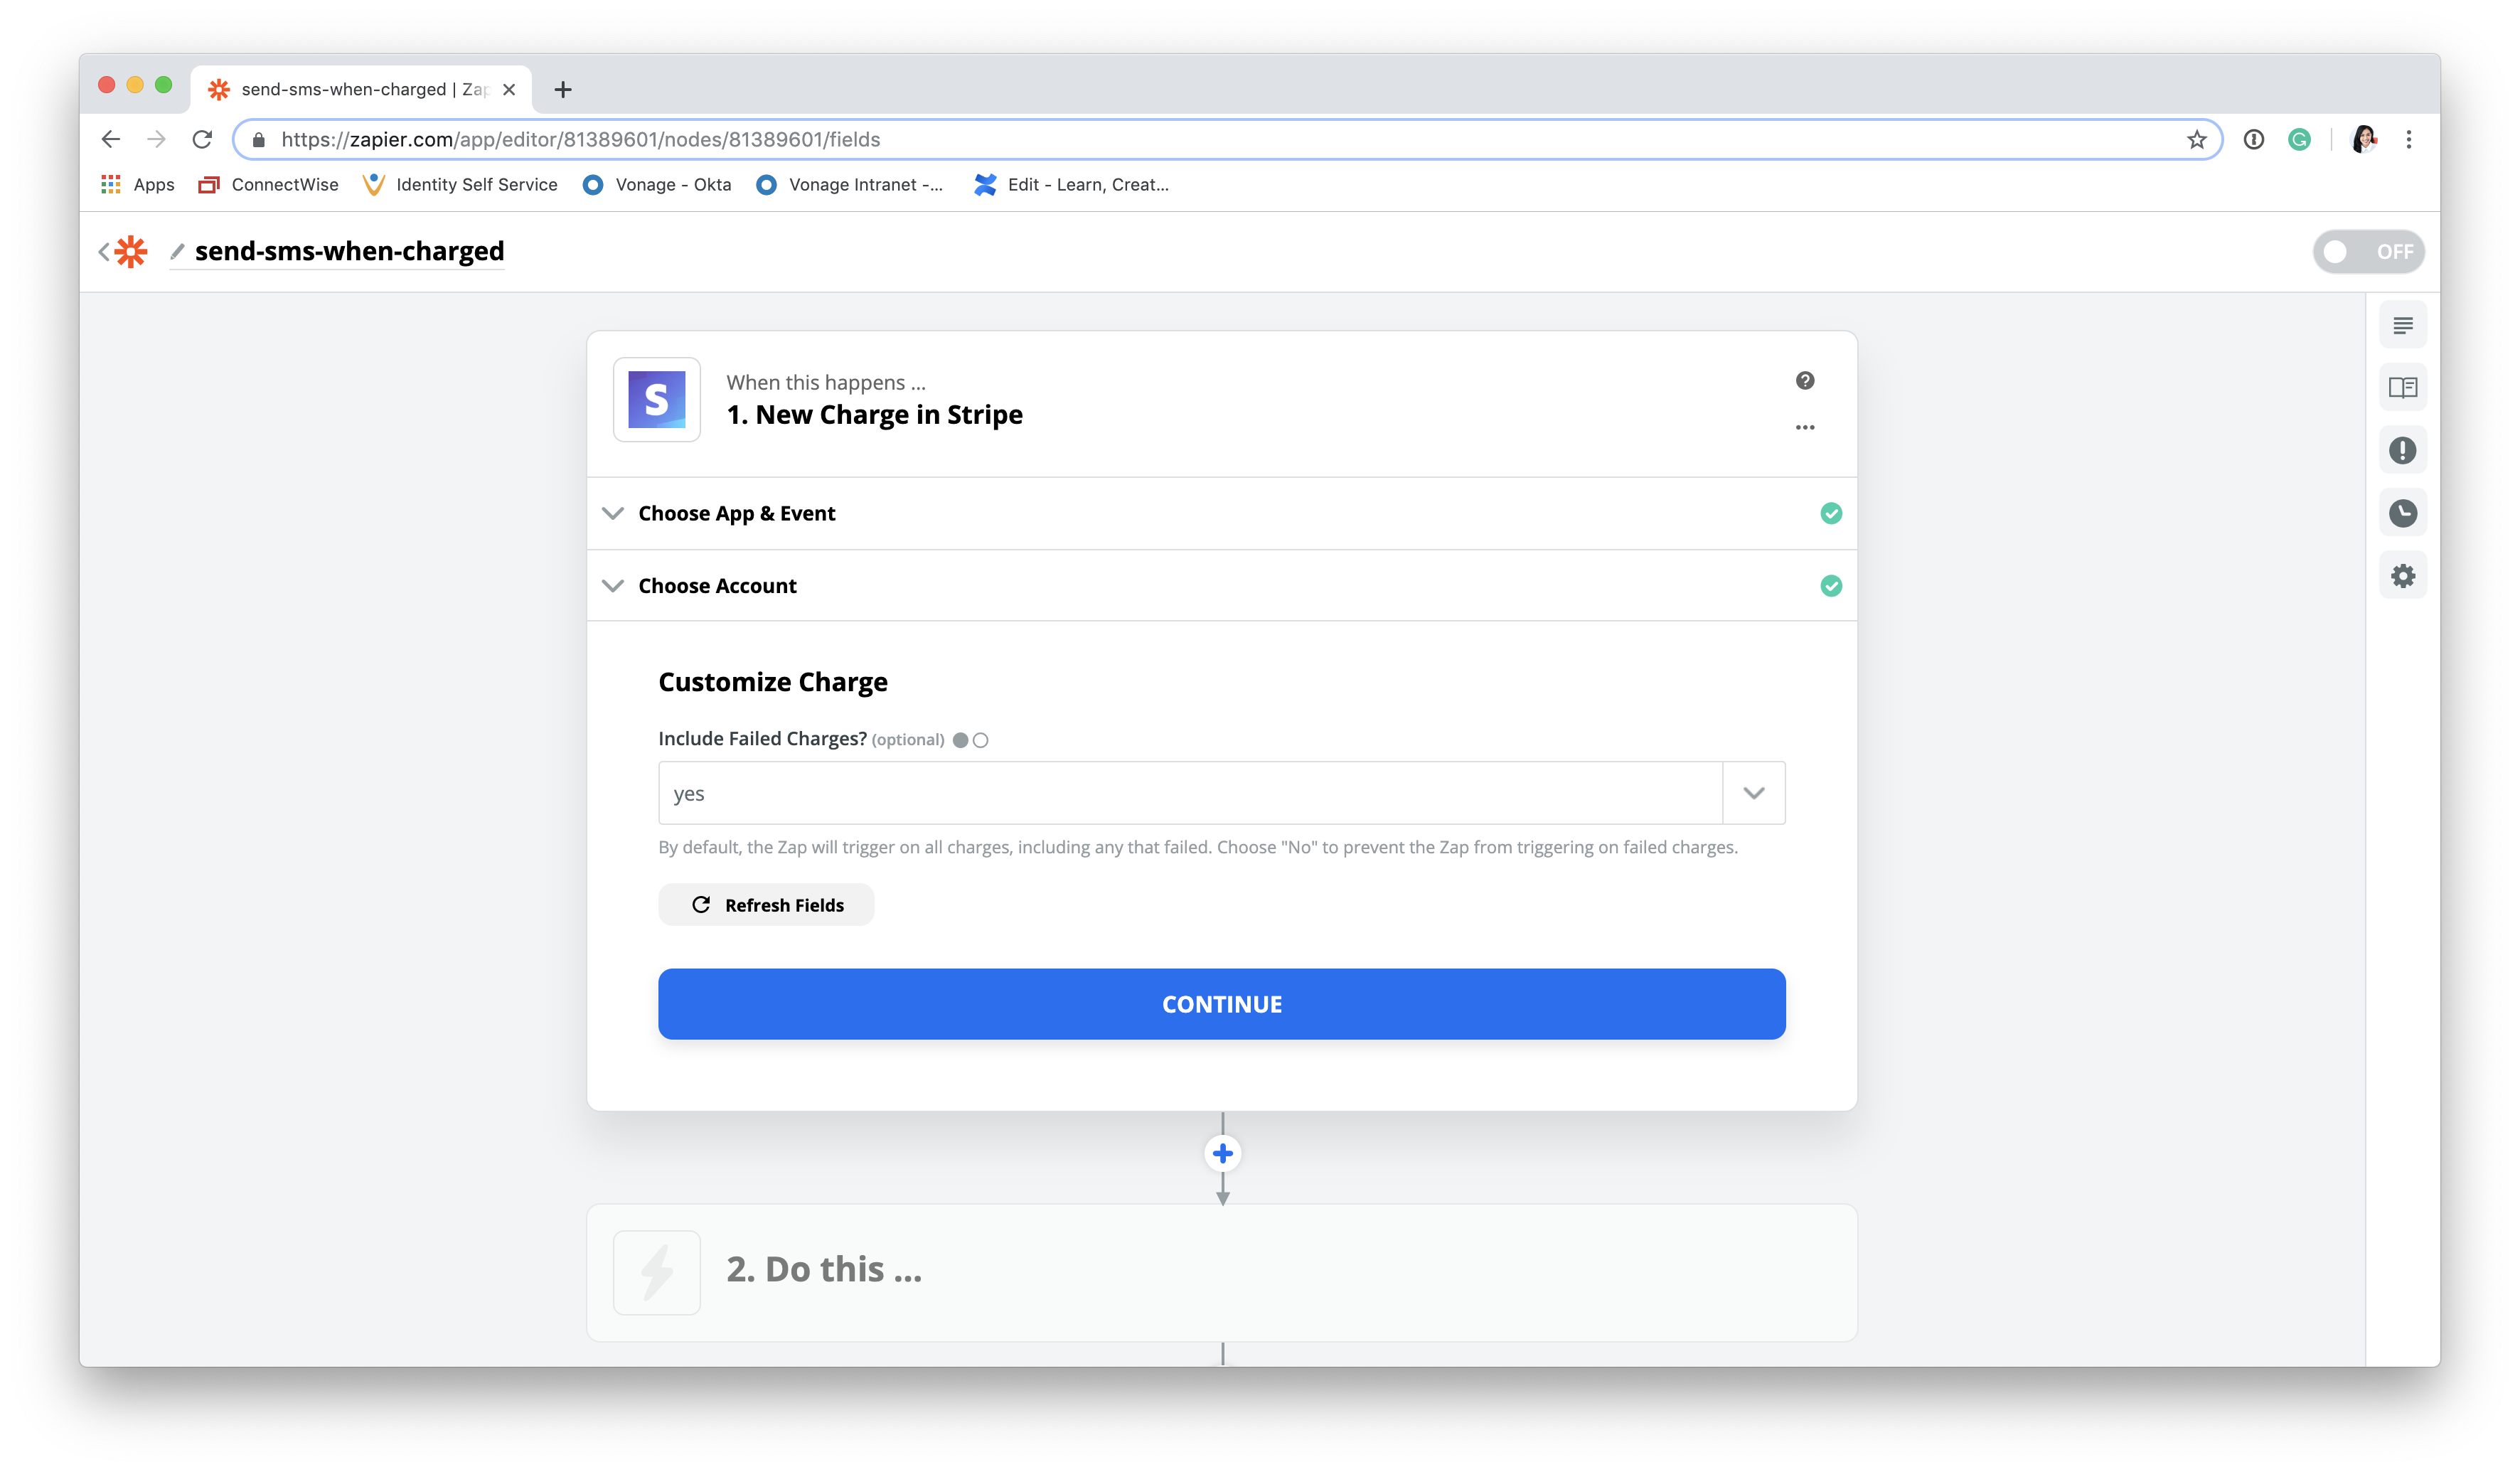 send-sms-when-charged | Zap
https://zapier.com/app/editor/81389601/nodes/81389601/fields
Apps
ConnectWise
Identity Self Service
Vonage - Okta
Vonage Intranet -...
Edit - Learn, Creat...
send-sms-when-charged
OFF
S
When this happens ...
1. New Charge in Stripe
Choose App & Event
Choose Account
Customize Charge
Include Failed Charges? (optional)
yes
By default, the Zap will trigger on all charges, including any that failed. Choose "No" to prevent the Zap from triggering on failed charges.
Refresh Fields
CONTINUE
2. Do this ...